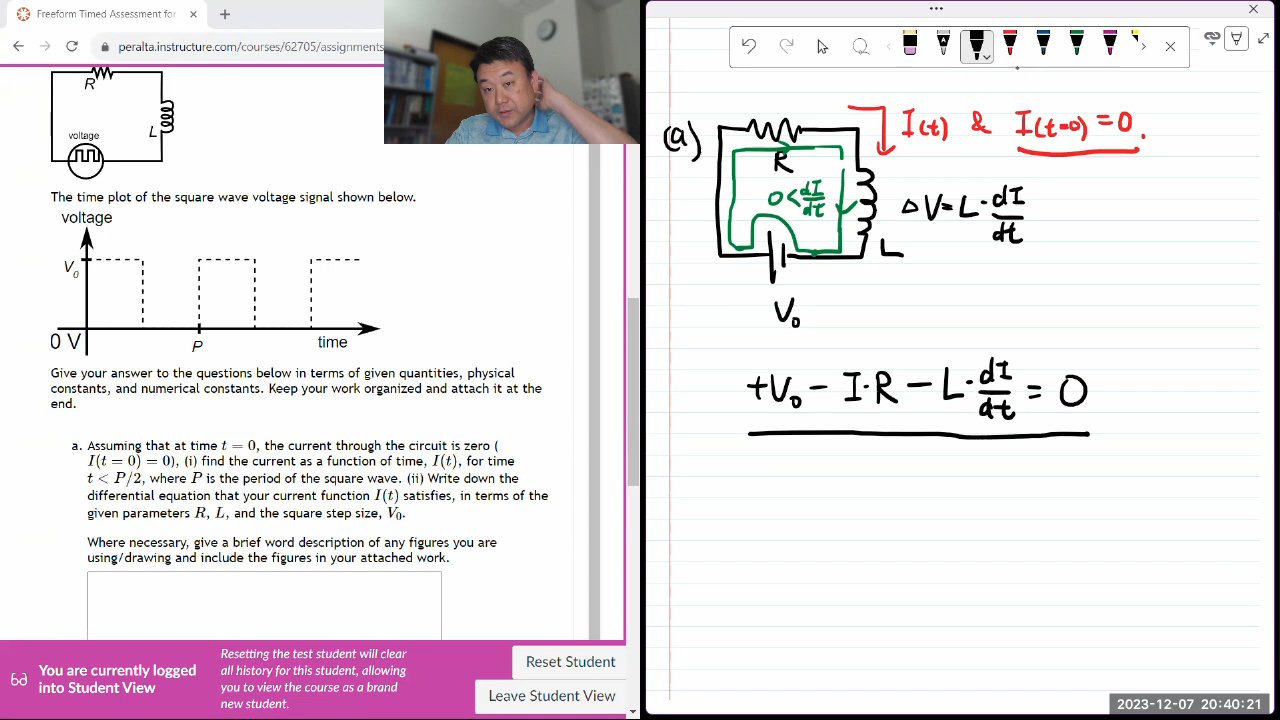 Freeform Timed Assessment for
peralta.instructure.com/courses/62705/assignments
R
L
voltage
The time plot of the square wave voltage signal shown below.
voltage
V₀
0 V
P
time
Give your answer to the questions below in terms of given quantities, physical
constants, and numerical constants. Keep your work organized and attach it at the
end.
a. Assuming that at time t = 0, the current through the circuit is zero (
I(t = 0) = 0), (i) find the current as a function of time, I(t), for time
t < P/2, where P is the period of the square wave. (ii) Write down the
differential equation that your current function I(t) satisfies, in terms of the
given parameters R, L, and the square step size, V₀.
Where necessary, give a brief word description of any figures you are
using/drawing and include the figures in your attached work.
You are currently logged
into Student View
Resetting the test student will clear
all history for this student, allowing
you to view the course as a brand
new student.
Reset Student
Leave Student View
(a)
I(t) & I(t=0) = 0.
R
0 < dI/dt
ΔV = L · dI/dt
L
V₀
+V₀ − I·R − L· dI/dt = 0
2023-12-07 20:40:21